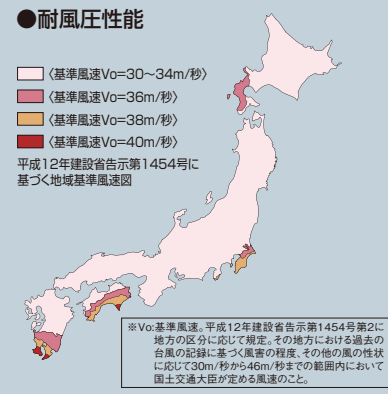 ●耐風圧性能
〈基準風速Vo=30〜34m/秒〉
〈基準風速Vo=36m/秒〉
〈基準風速Vo=38m/秒〉
〈基準風速Vo=40m/秒〉
平成12年建設省告示第1454号に
基づく地域基準風速図
※Vo:基準風速。平成12年建設省告示第1454号第2に
地方の区分に応じて規定。その地方における過去の
台風の記録に基づく風害の程度、その他の風の性状
に応じて30m/秒から46m/秒までの範囲内において
国土交通大臣が定める風速のこと。